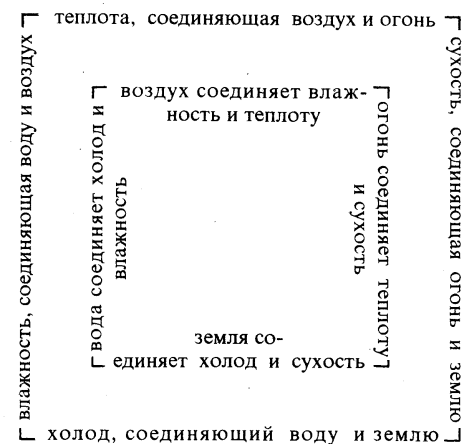 теплота, соединяющая воздух и огонь
сухость, соединяющая огонь и землю
холод, соединяющий воду и землю
влажность, соединяющая воду и воздух
воздух соединяет влаж-
ность и теплоту
огонь соединяет теплоту
и сухость
земля со-
единяет холод и сухость
вода соединяет холод и
влажность